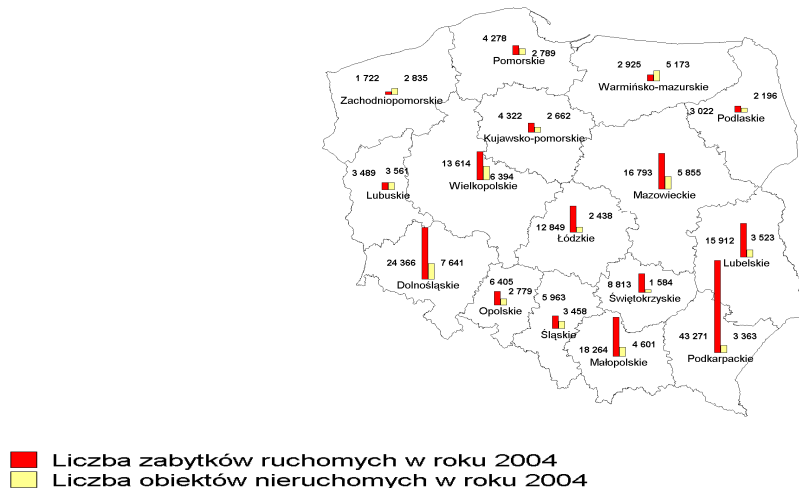 4 278
2 789
Pomorskie
2 925 5 173
Warmińsko-mazurskie
1 722 2 835
Zachodniopomorskie
2 196
3 022
Podlaskie
4 322 2 662
Kujawsko-pomorskie
13 614
6 394
Wielkopolskie
3 489 3 561
Lubuskie
16 793 5 855
Mazowieckie
12 849 2 438
Łódzkie
15 912 3 523
Lubelskie
24 366 7 641
Dolnośląskie
6 405
2 779
Opolskie
5 963
3 458
Śląskie
8 813 1 584
Świętokrzyskie
18 264 4 601
Małopolskie
43 271 3 363
Podkarpackie
Liczba zabytków ruchomych w roku 2004
Liczba obiektów nieruchomych w roku 2004